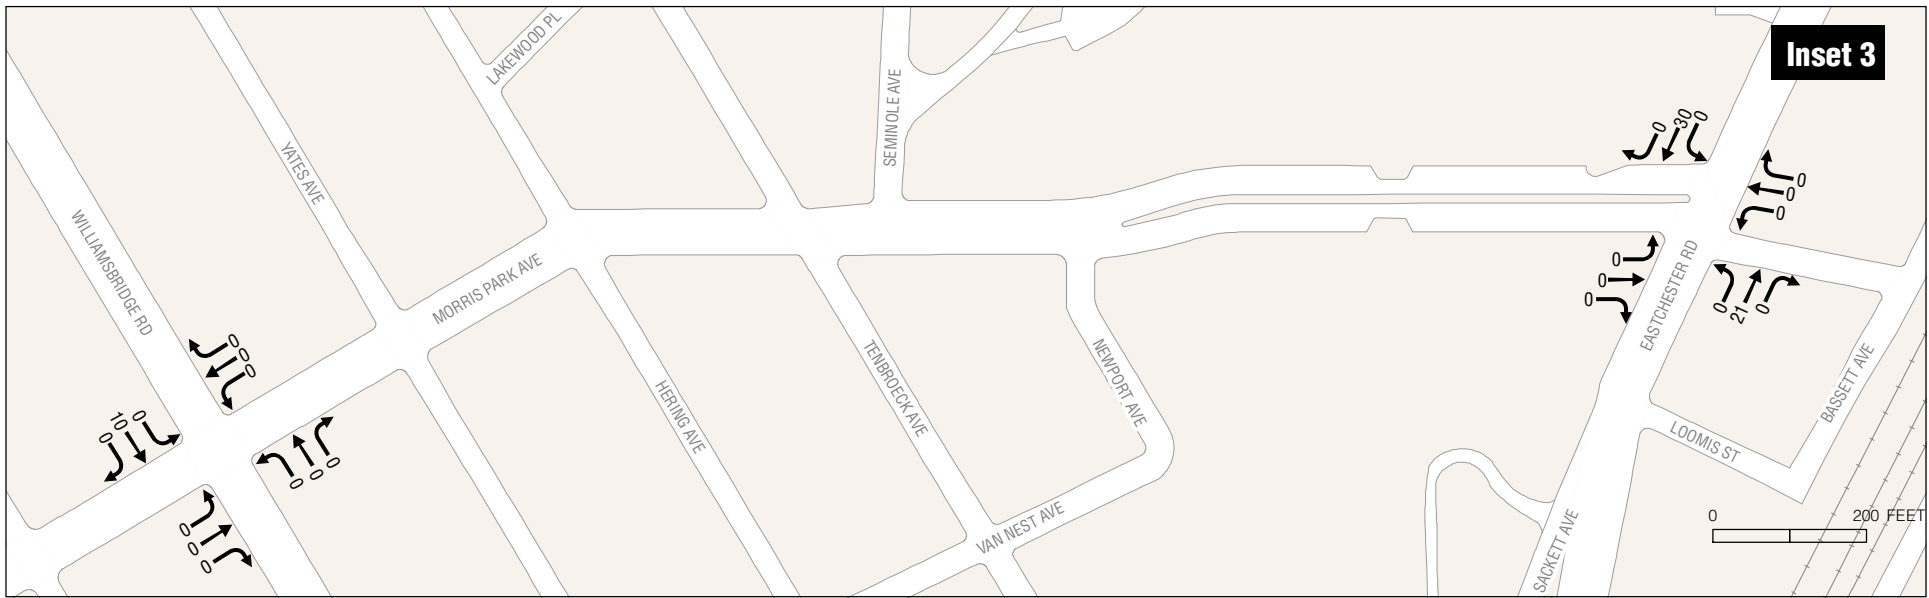 Inset 3
LAKEWOOD PL
SEMINOLE AVE
YATES AVE
WILLIAMSBRIDGE RD
MORRIS PARK AVE
HERING AVE
TENBROECK AVE
NEWPORT AVE
VAN NEST AVE
EASTCHESTER RD
BASSETT AVE
LOOMIS ST
SACKETT AVE
0 30 0
0
0
0
0
0
0
0 21 0
0
0
0
0 10 0
0
0
0
0
0
0
0 200 FEET